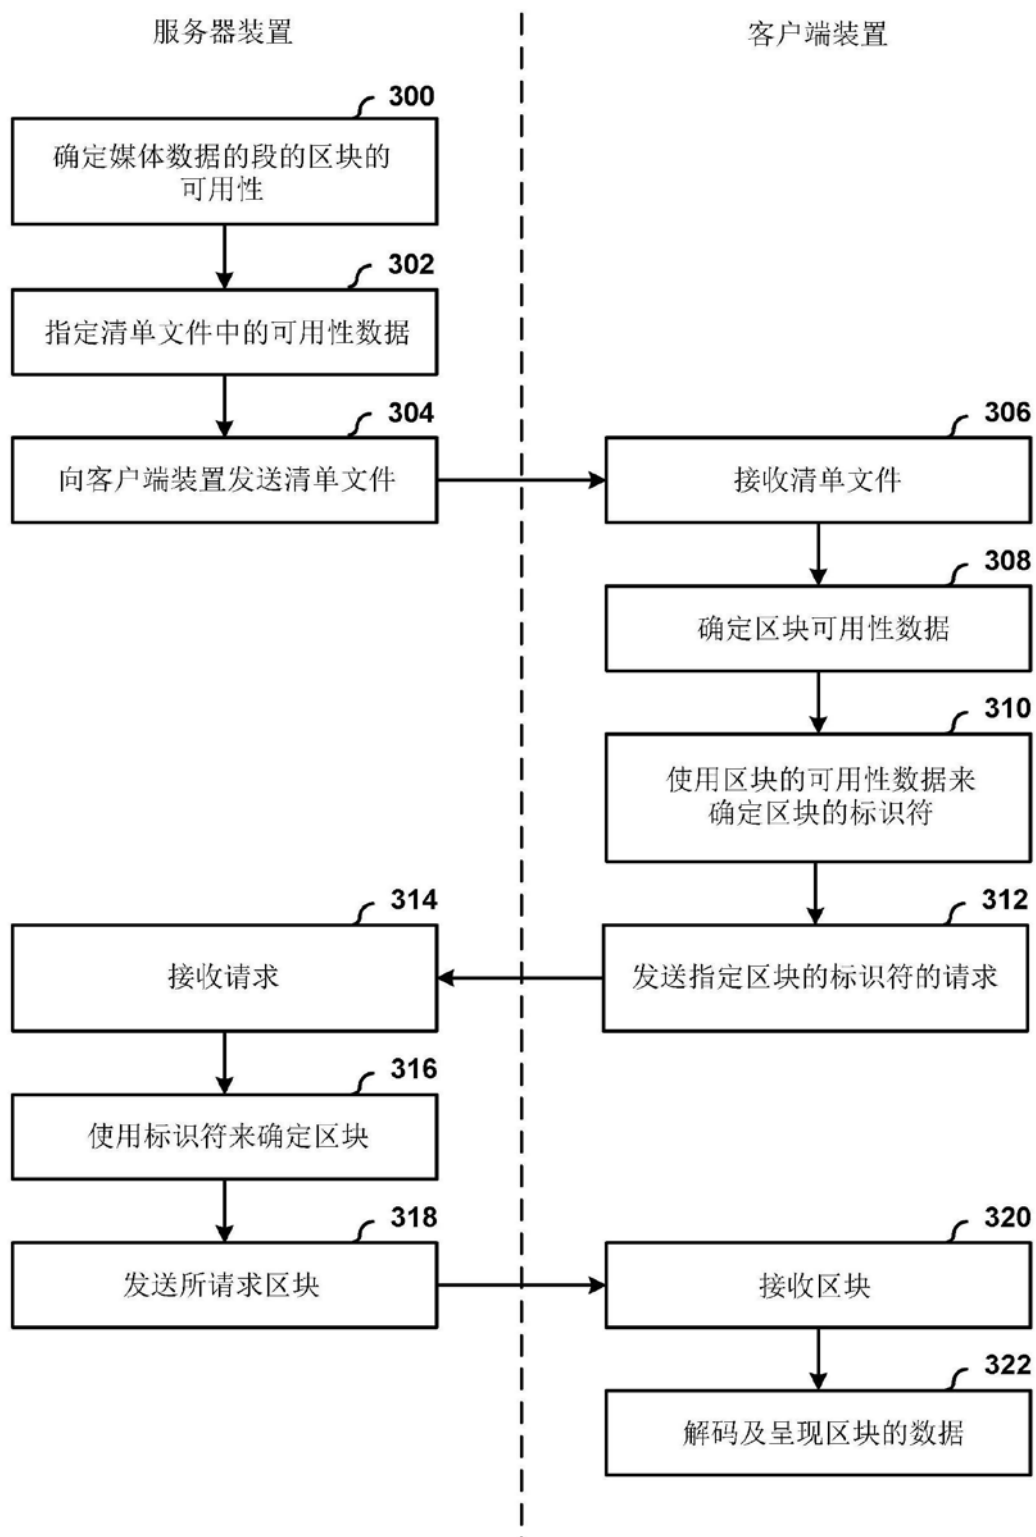 服务器装置
客户端装置
300
确定媒体数据的段的区块的
可用性
302
指定清单文件中的可用性数据
304
向客户端装置发送清单文件
306
接收清单文件
308
确定区块可用性数据
310
使用区块的可用性数据来
确定区块的标识符
312
发送指定区块的标识符的请求
314
接收请求
316
使用标识符来确定区块
318
发送所请求区块
320
接收区块
322
解码及呈现区块的数据